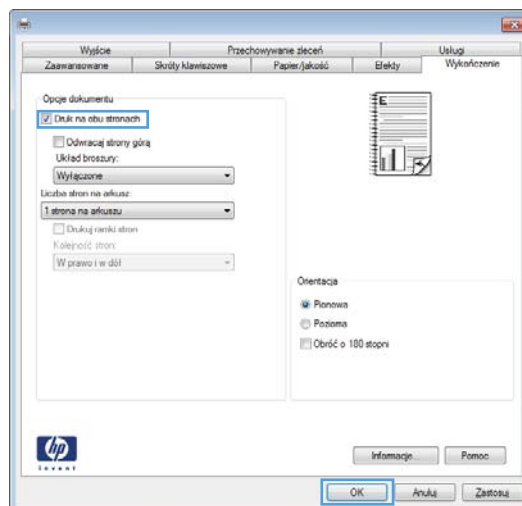 Wyjście Przechowywanie zleceń Usługi
Zaawansowane Skróty klawiszowe Papier/jakość Efekty Wykończenie
Opcje dokumentu
Druk na obu stronach
Odwracaj strony górą
Układ broszury:
Wyłączone
Liczba stron na arkusz:
1 strona na arkuszu
Drukuj ramki stron
Kolejność stron:
W prawo i w dół
E
Orientacja
Pionowa
Pozioma
Obróć o 180 stopni
hp
invent
Informacje... Pomoc
OK Anuluj Zastosuj